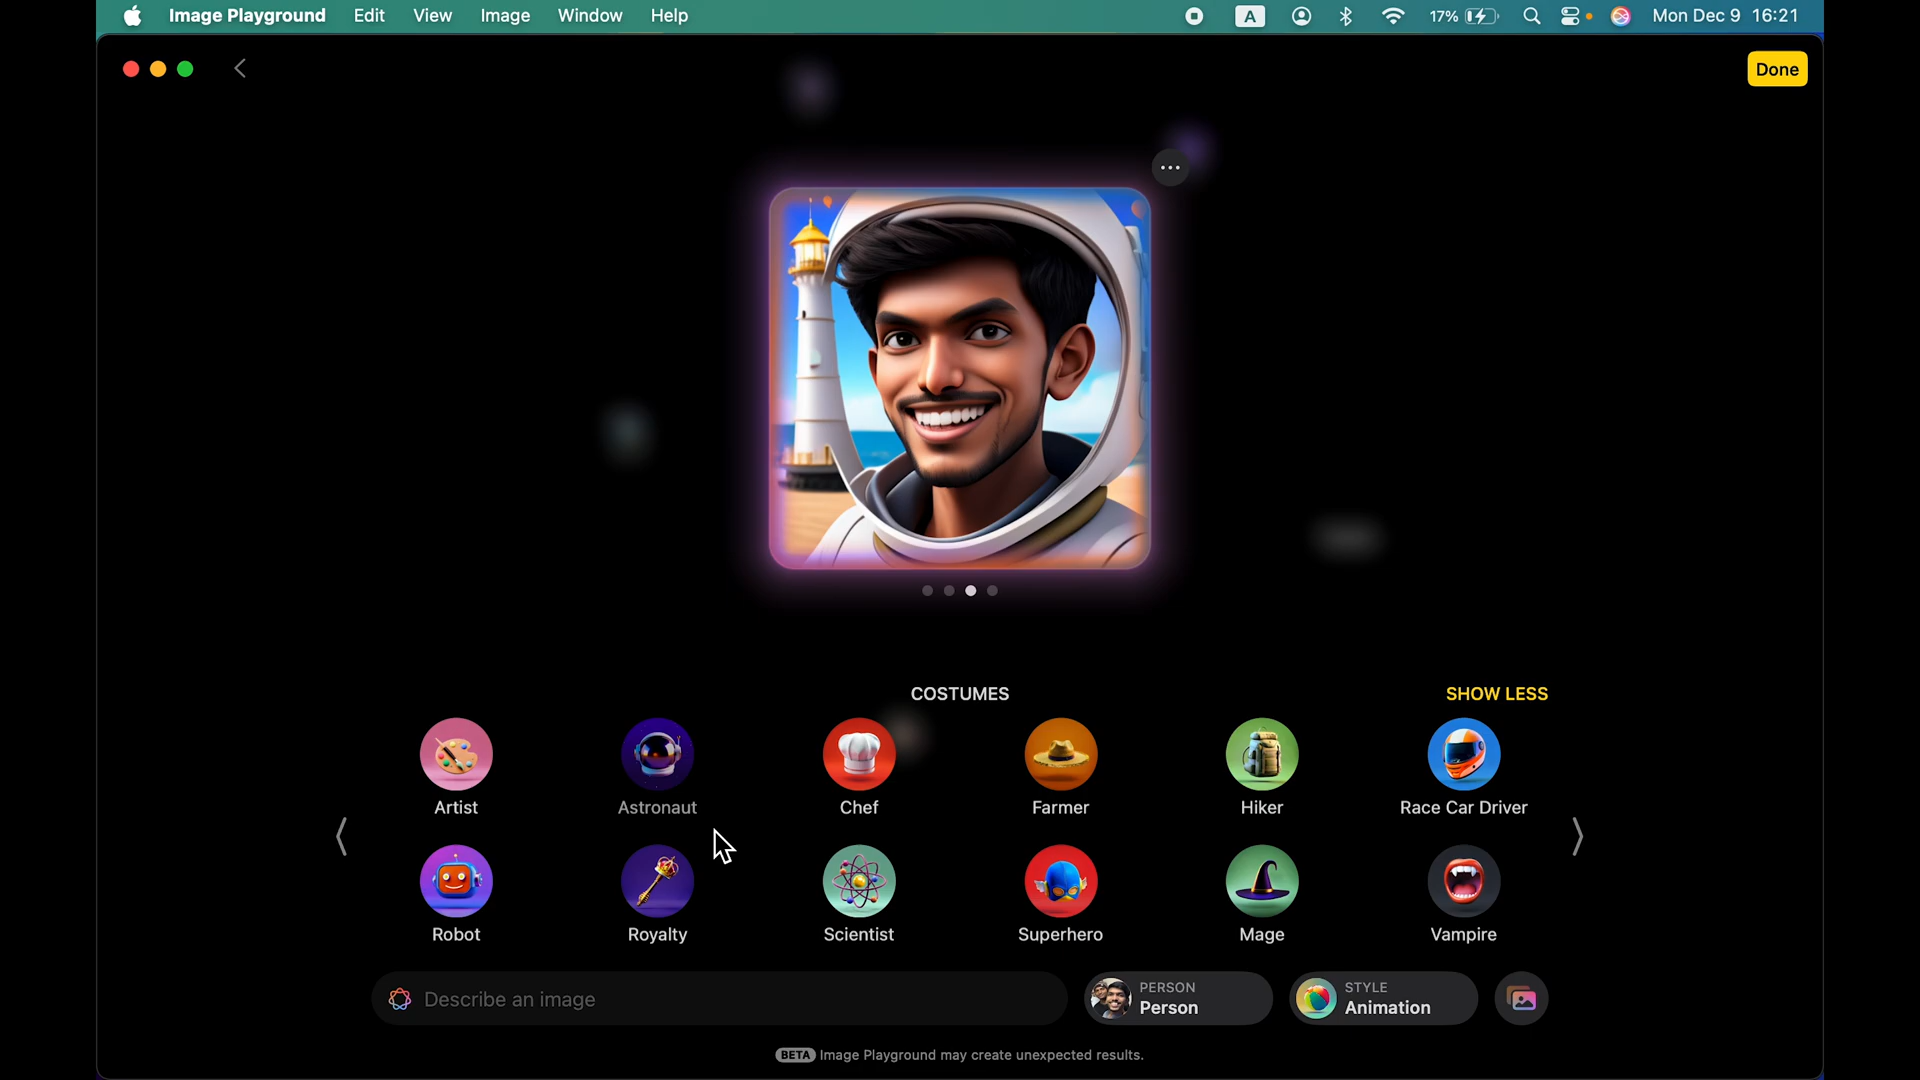 Image Playground Edit View Image Window Help A 17% Mon Dec 9 16:21
Done
COSTUMES SHOW LESS
Artist Astronaut Chef Farmer Hiker Race Car Driver
Robot Royalty Scientist Superhero Mage Vampire
Describe an image
PERSON
Person
STYLE
Animation
BETA Image Playground may create unexpected results.